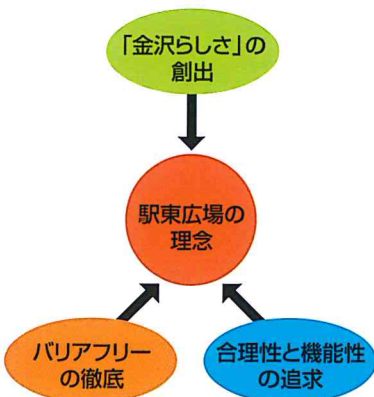 「金沢らしさ」の
創出
駅東広場の
理念
バリアフリー
の徹底
合理性と機能性
の追求